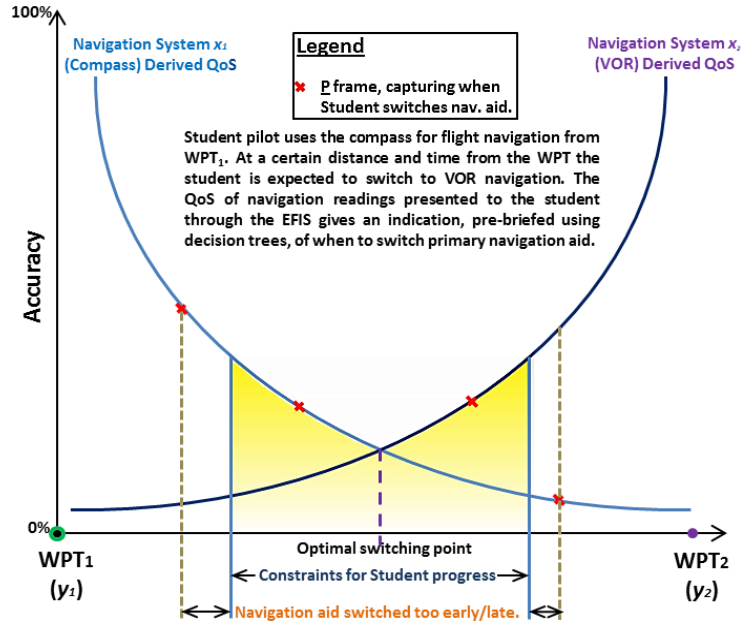 100%
Navigation System x₁
(Compass) Derived QoS
Legend
P frame, capturing when
Student switches nav. aid.
Navigation System x₂
(VOR) Derived QoS
Student pilot uses the compass for flight navigation from
WPT₁. At a certain distance and time from the WPT the
student is expected to switch to VOR navigation. The
QoS of navigation readings presented to the student
through the EFIS gives an indication, pre-briefed using
decision trees, of when to switch primary navigation aid.
Accuracy
0%
WPT1
(y₁)
Optimal switching point
WPT2
(y₂)
Constraints for Student progress
Navigation aid switched too early/late.